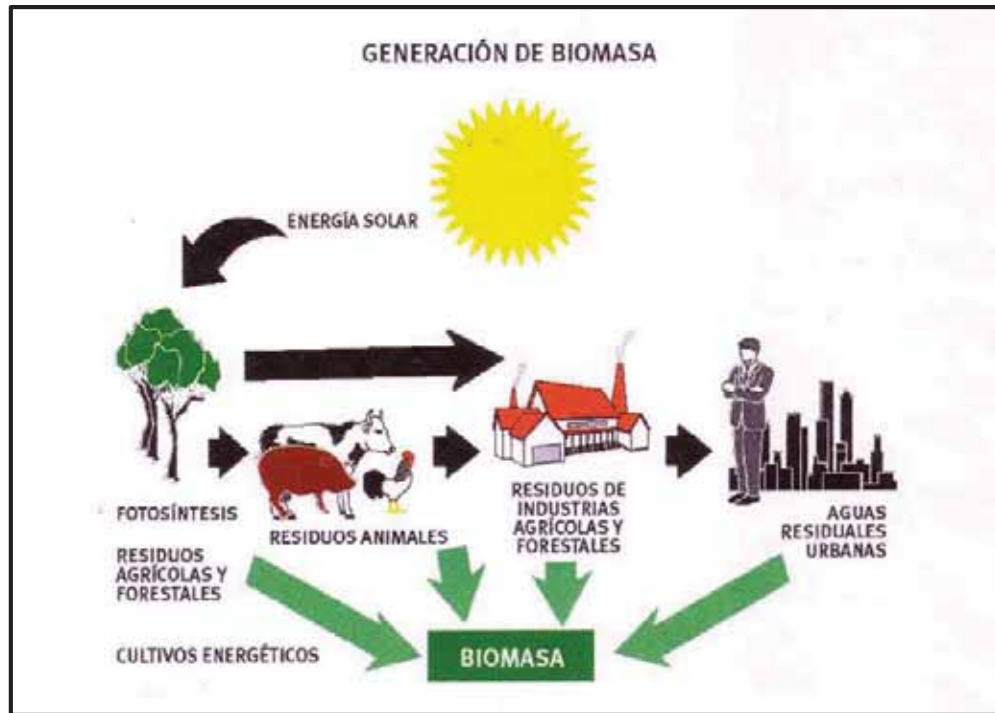 GENERACIÓN DE BIOMASA
ENERGÍA SOLAR
FOTOSÍNTESIS
RESIDUOS
AGRÍCOLAS Y
FORESTALES
CULTIVOS ENERGÉTICOS
RESIDUOS ANIMALES
RESIDUOS DE
INDUSTRIAS
AGRÍCOLAS Y
FORESTALES
AGUAS
RESIDUALES
URBANAS
BIOMASA